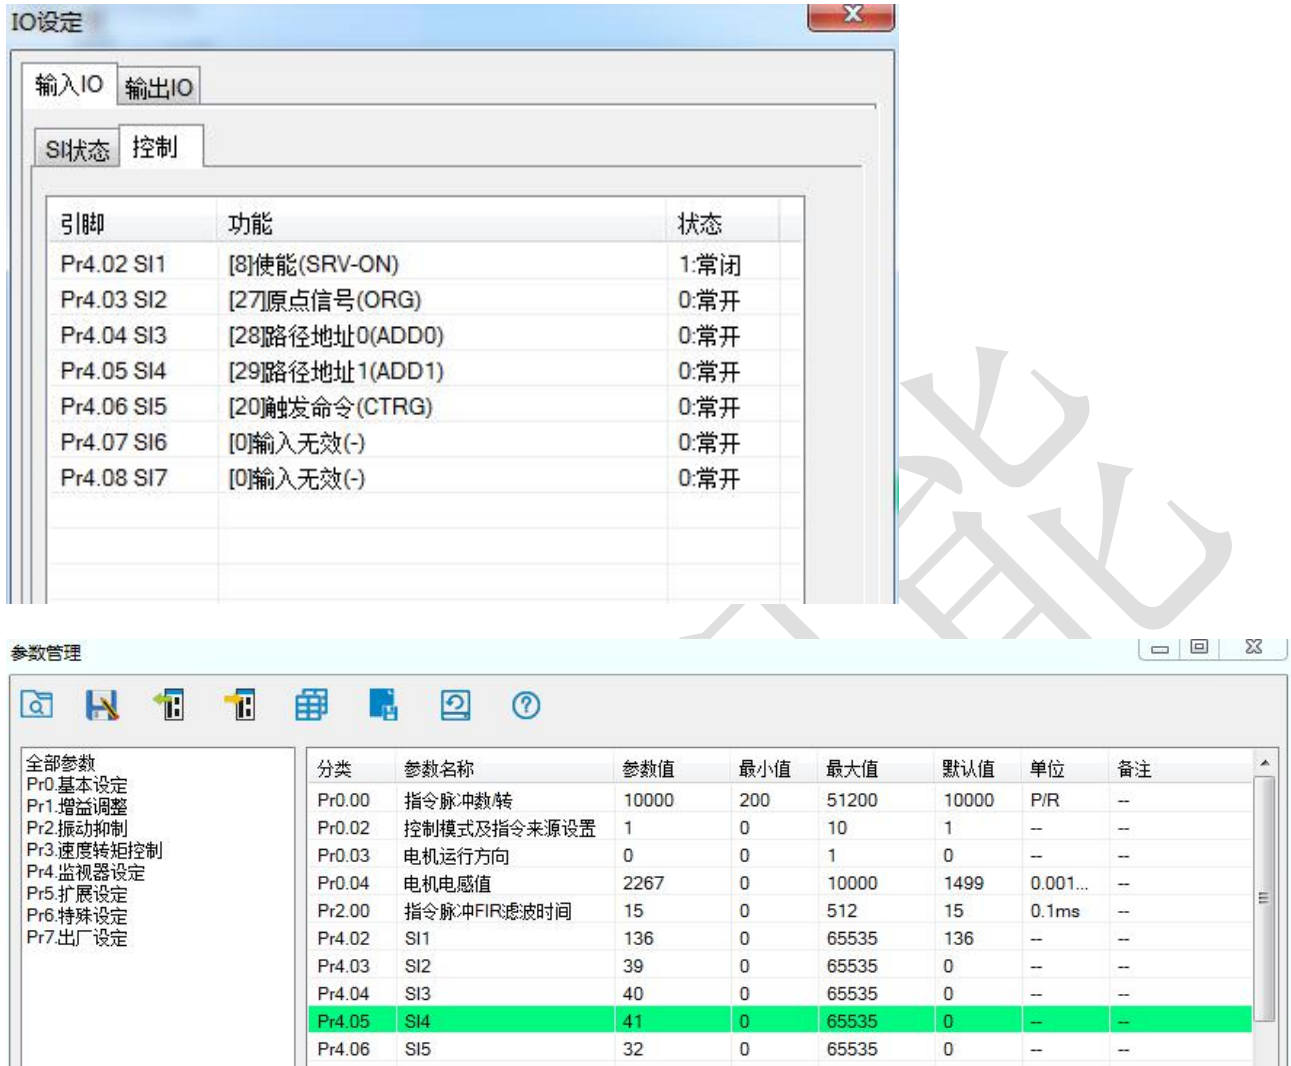 IO设定
输入IO 输出IO
SI状态 控制
引脚 功能 状态
Pr4.02 SI1 [8]使能(SRV-ON) 1:常闭
Pr4.03 SI2 [27]原点信号(ORG) 0:常开
Pr4.04 SI3 [28]路径地址0(ADD0) 0:常开
Pr4.05 SI4 [29]路径地址1(ADD1) 0:常开
Pr4.06 SI5 [20]触发命令(CTRG) 0:常开
Pr4.07 SI6 [0]输入无效(-) 0:常开
Pr4.08 SI7 [0]输入无效(-) 0:常开
能
参数管理
全部参数
Pr0.基本设定
Pr1.增益调整
Pr2.振动抑制
Pr3.速度转矩控制
Pr4.监视器设定
Pr5.扩展设定
Pr6.特殊设定
Pr7.出厂设定
分类 参数名称 参数值 最小值 最大值 默认值 单位 备注
Pr0.00 指令脉冲数/转 10000 200 51200 10000 P/R --
Pr0.02 控制模式及指令来源设置 1 0 10 1 -- --
Pr0.03 电机运行方向 0 0 1 0 -- --
Pr0.04 电机电感值 2267 0 10000 1499 0.001... --
Pr2.00 指令脉冲FIR滤波时间 15 0 512 15 0.1ms --
Pr4.02 SI1 136 0 65535 136 -- --
Pr4.03 SI2 39 0 65535 0 -- --
Pr4.04 SI3 40 0 65535 0 -- --
Pr4.05 SI4 41 0 65535 0 -- --
Pr4.06 SI5 32 0 65535 0 -- --